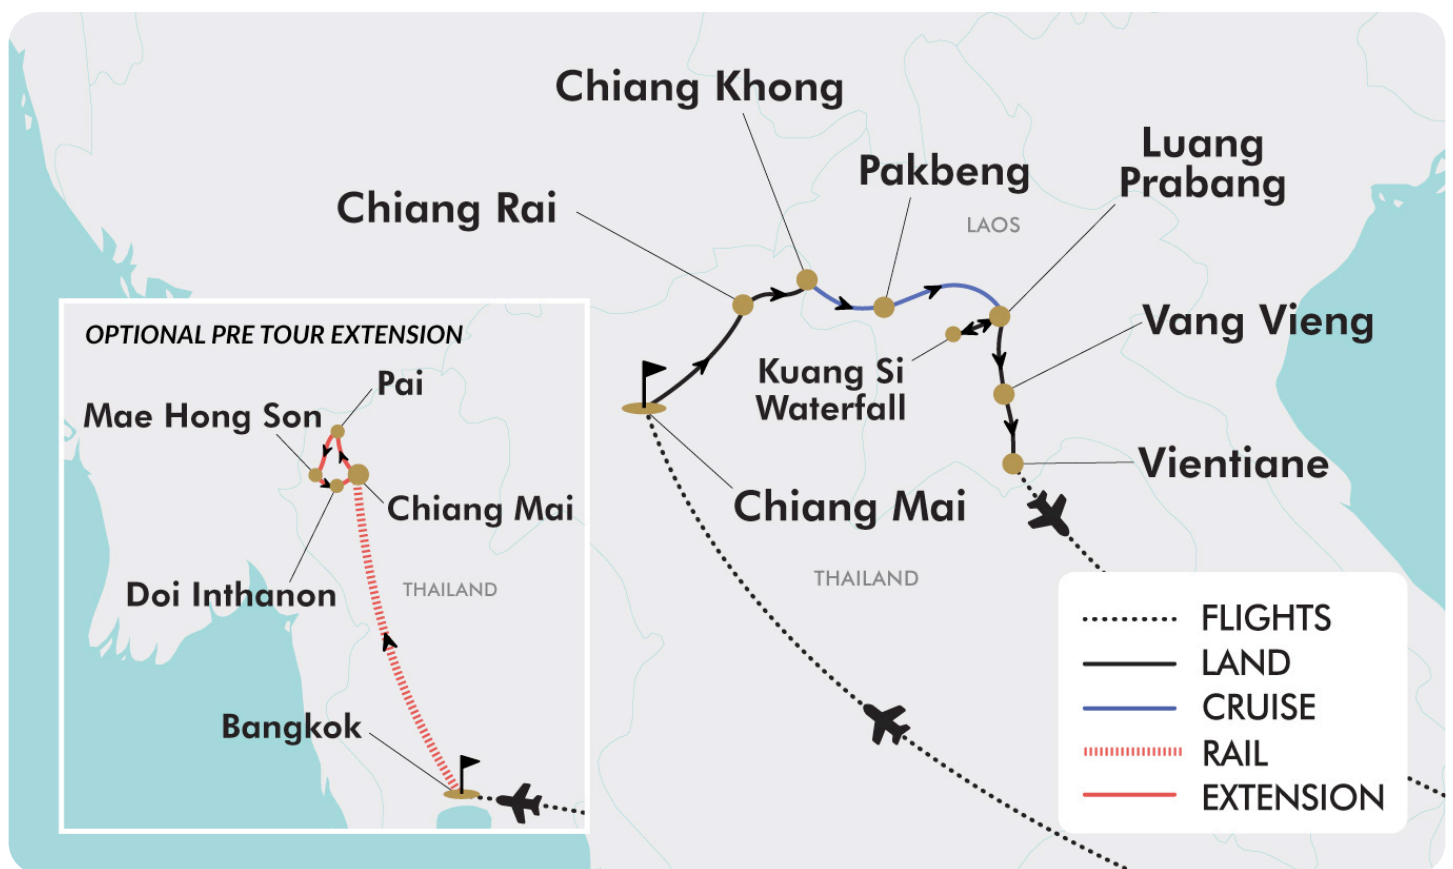 Chiang Khong
Luang
Prabang
Pakbeng
Chiang Rai
LAOS
Vang Vieng
OPTIONAL PRE TOUR EXTENSION
Kuang Si
Waterfall
Pai
Mae Hong Son
Vientiane
Chiang Mai
Chiang Mai
THAILAND
Doi Inthanon
THAILAND
Bangkok
FLIGHTS
LAND
CRUISE
RAIL
EXTENSION